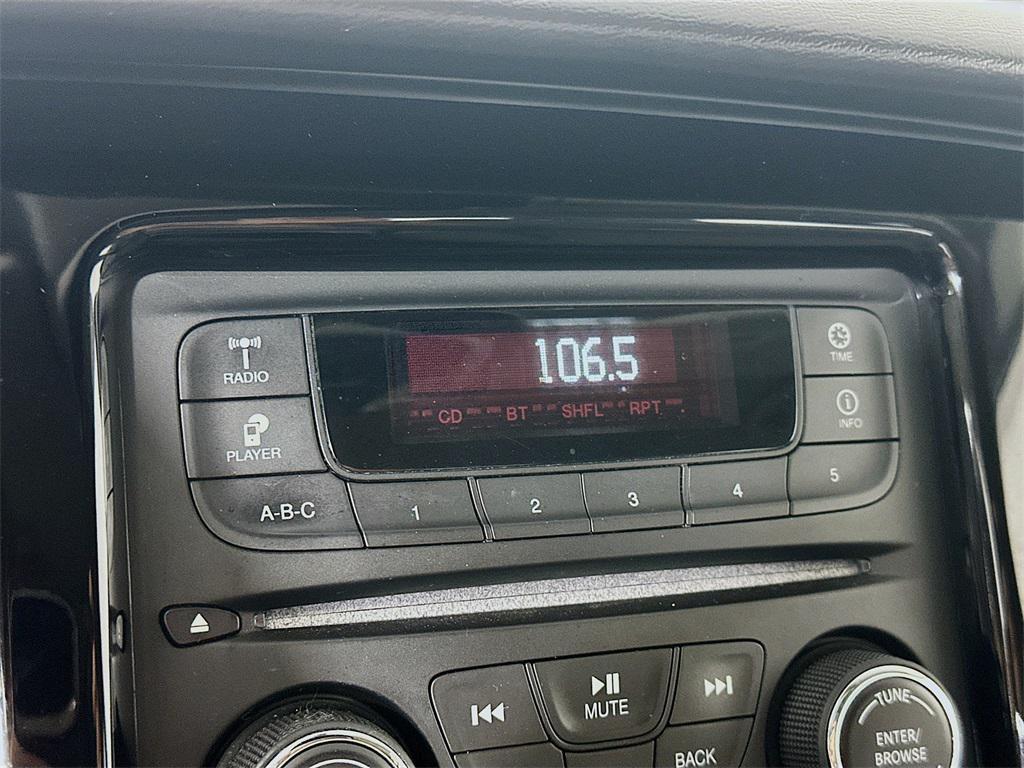 RADIO
106.5
TIME
CD BT SHFL RPT
INFO
PLAYER
A-B-C
1
2
3
4
5
MUTE
BACK
TUNE
ENTER/
BROWSE